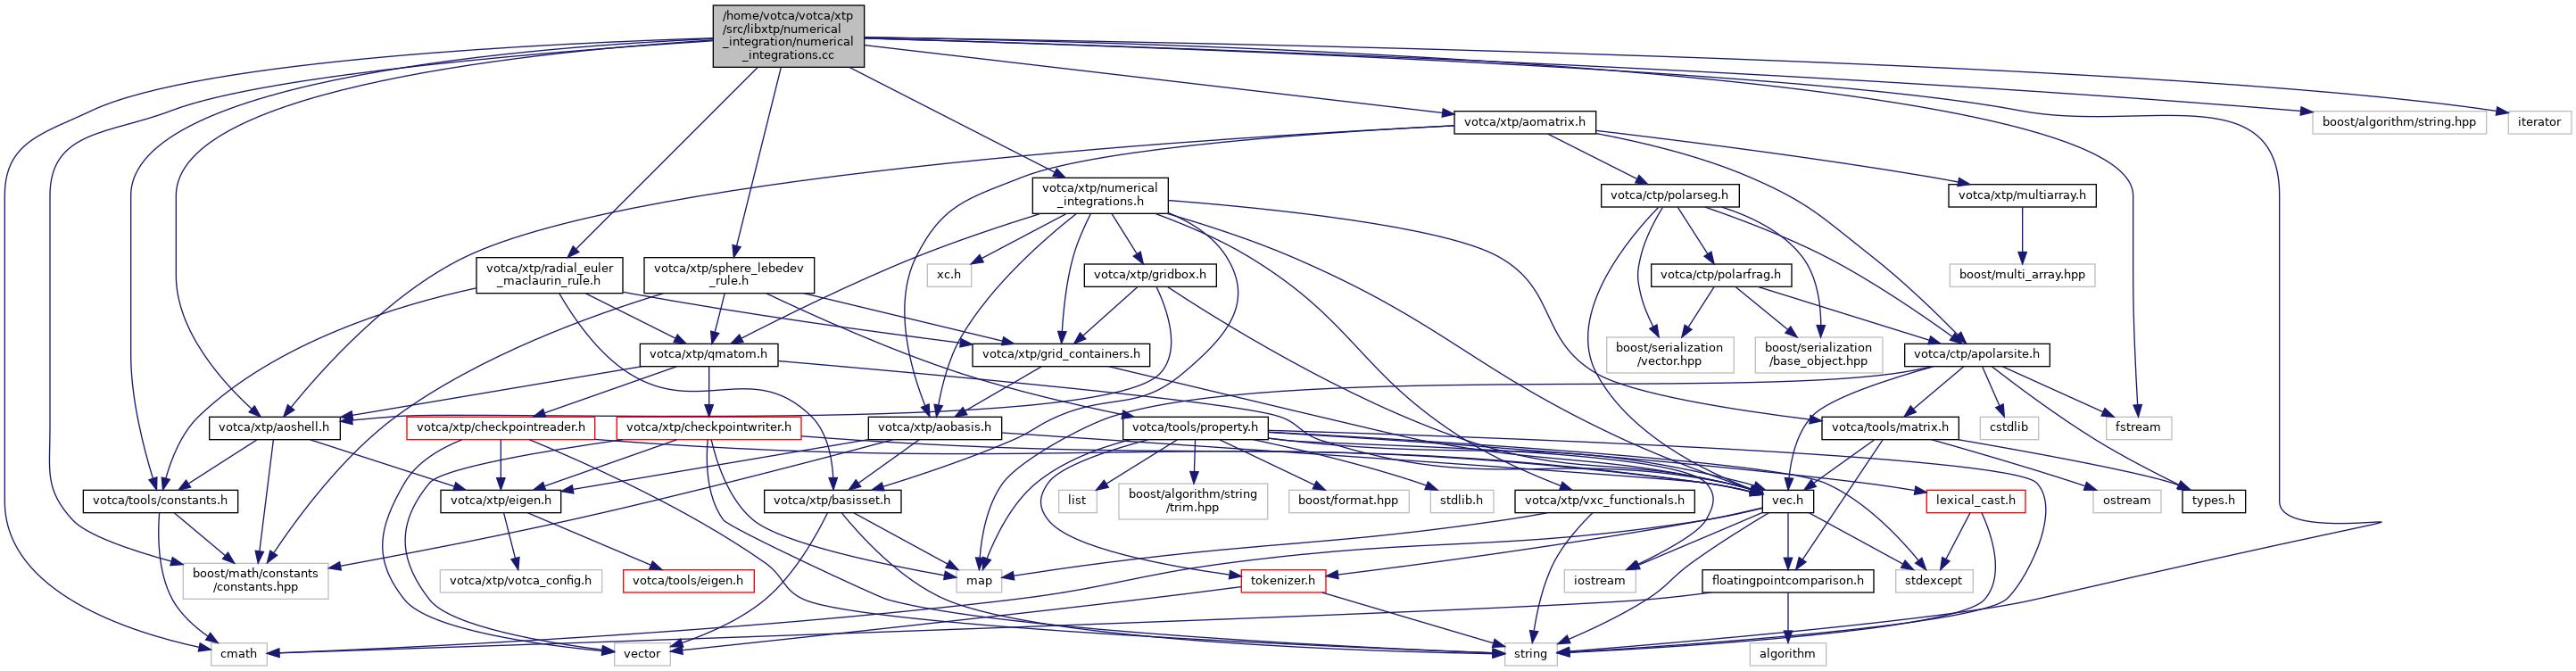 /home/votca/votca/xtp
/src/libxtp/numerical
_integration/numerical
_integrations.cc
votca/xtp/aomatrix.h
boost/algorithm/string.hpp
iterator
votca/xtp/numerical
_integrations.h
votca/ctp/polarseg.h
votca/xtp/multiarray.h
votca/xtp/radial_euler
_maclaurin_rule.h
votca/xtp/sphere_lebedev
_rule.h
xc.h
votca/xtp/gridbox.h
votca/ctp/polarfrag.h
boost/multi_array.hpp
votca/xtp/qmatom.h
votca/xtp/grid_containers.h
boost/serialization
/vector.hpp
boost/serialization
/base_object.hpp
votca/ctp/apolarsite.h
votca/xtp/aoshell.h
votca/xtp/checkpointreader.h
votca/xtp/checkpointwriter.h
votca/xtp/aobasis.h
votca/tools/property.h
votca/tools/matrix.h
cstdlib
fstream
votca/tools/constants.h
votca/xtp/eigen.h
votca/xtp/basisset.h
list
boost/algorithm/string
/trim.hpp
boost/format.hpp
stdlib.h
votca/xtp/vxc_functionals.h
vec.h
lexical_cast.h
ostream
types.h
boost/math/constants
/constants.hpp
votca/xtp/votca_config.h
votca/tools/eigen.h
map
tokenizer.h
iostream
floatingpointcomparison.h
stdexcept
cmath
vector
string
algorithm